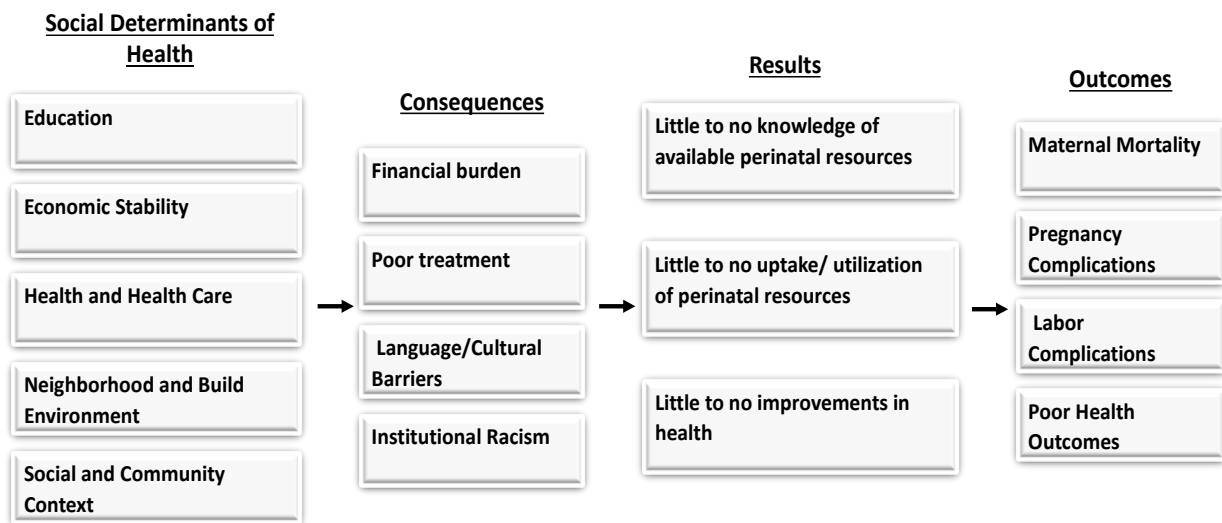 Social Determinants of
Health
Education
Economic Stability
Health and Health Care
Neighborhood and Build
Environment
Social and Community
Context
Consequences
Financial burden
Poor treatment
Language/Cultural
Barriers
Institutional Racism
Results
Little to no knowledge of
available perinatal resources
Little to no uptake/ utilization
of perinatal resources
Little to no improvements in
health
Outcomes
Maternal Mortality
Pregnancy
Complications
Labor
Complications
Poor Health
Outcomes